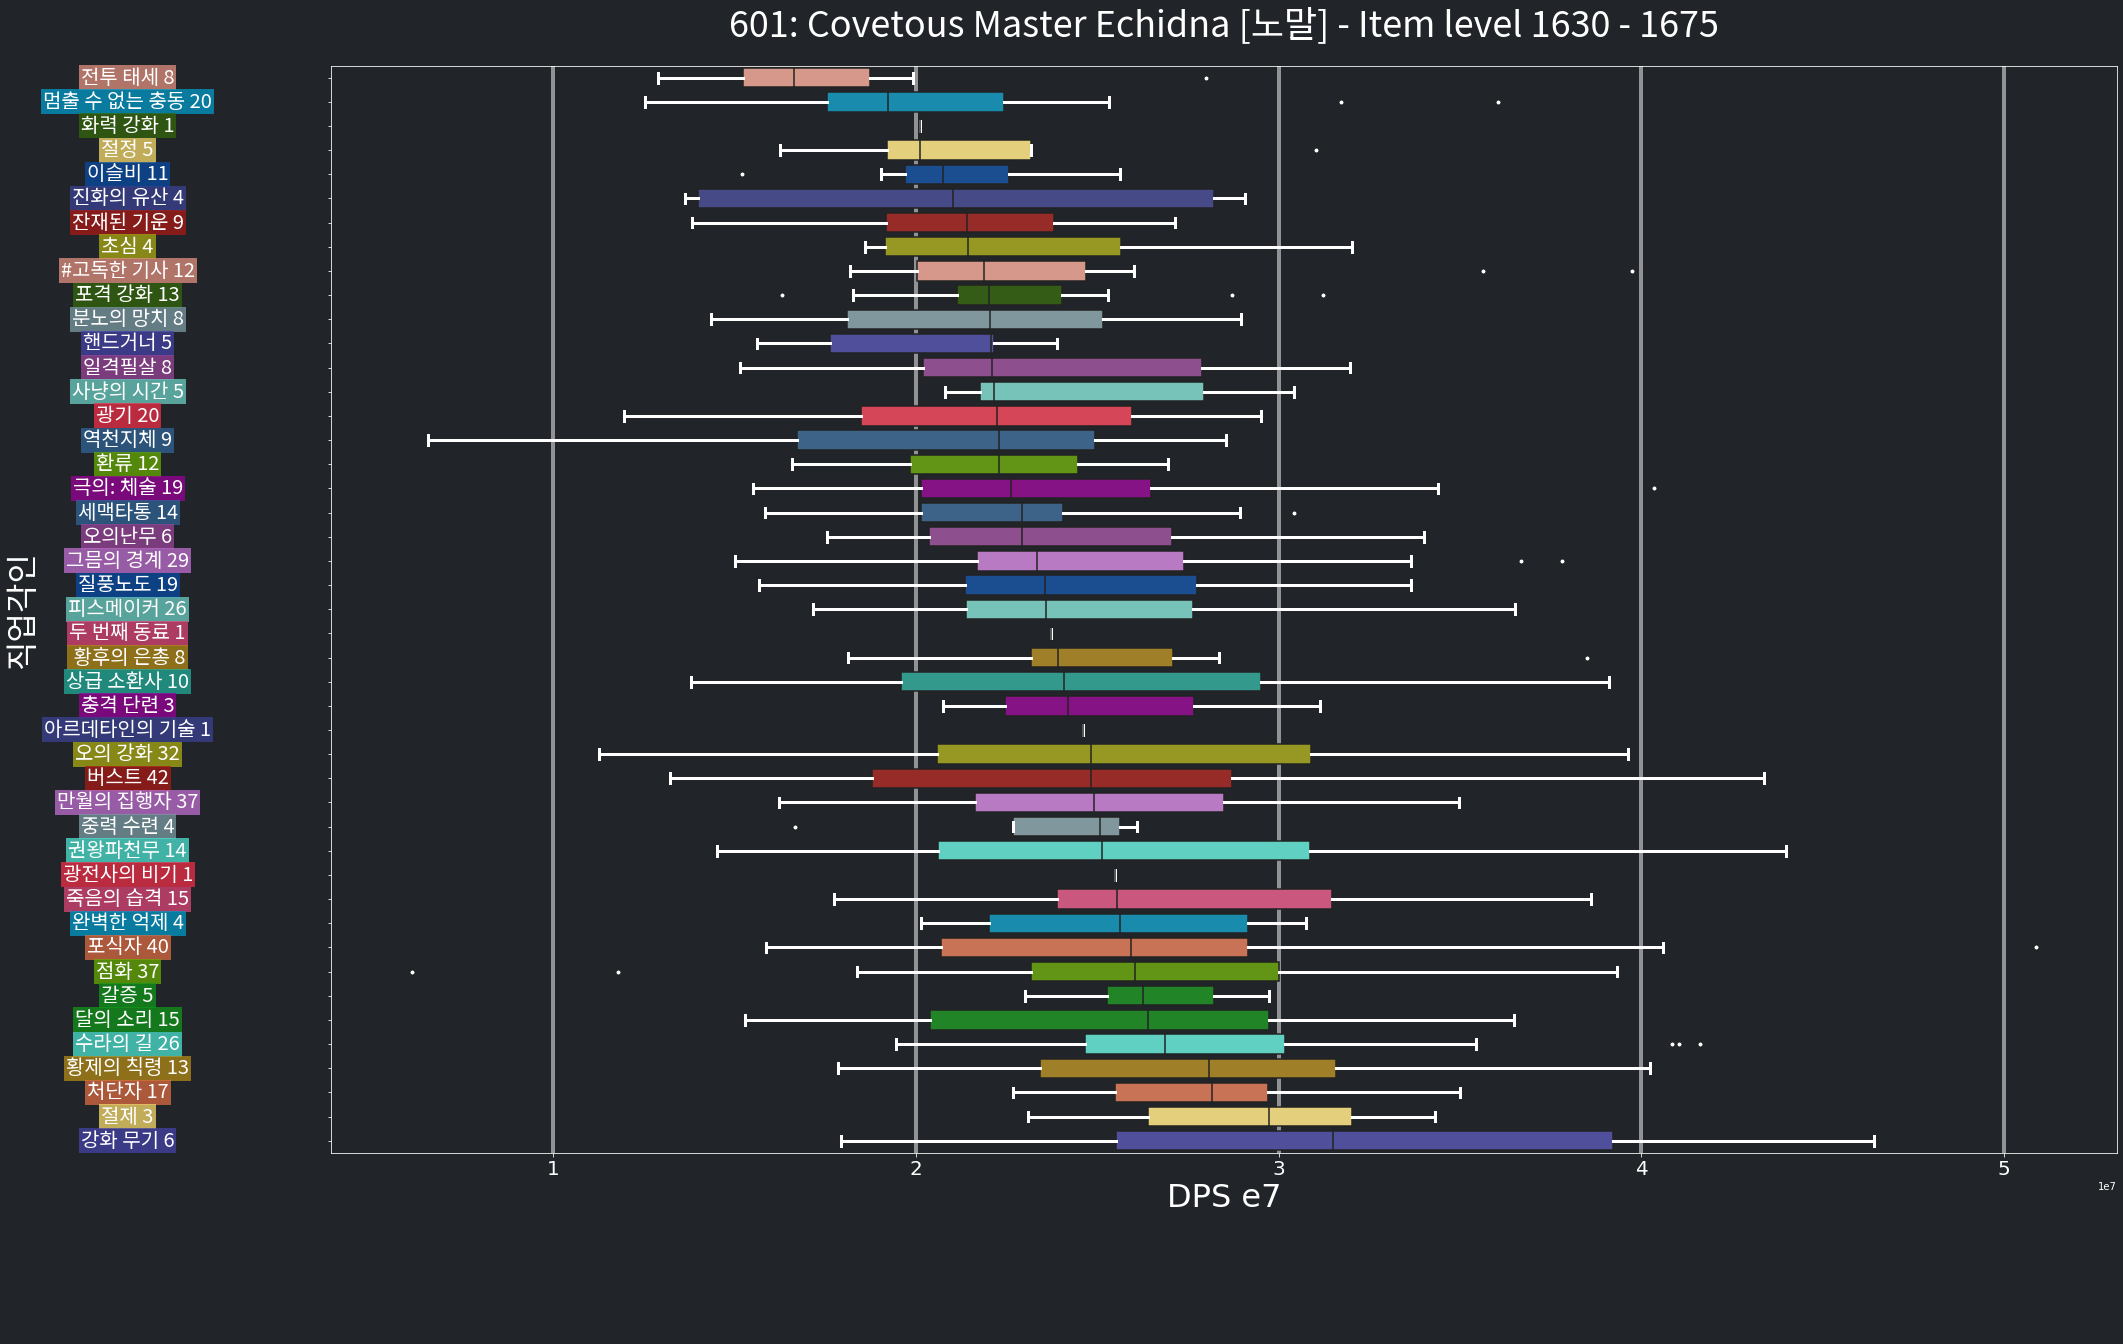 601: Covetous Master Echidna [노말] - Item level 1630 - 1675
직업각인
전투 태세 8
멈출 수 없는 충동 20
화력 강화 1
절정 5
이슬비 11
진화의 유산 4
잔재된 기운 9
초심 4
#고독한 기사 12
포격 강화 13
분노의 망치 8
핸드거너 5
일격필살 8
사냥의 시간 5
광기 20
역천지체 9
환류 12
극의: 체술 19
세맥타통 14
오의난무 6
그믐의 경계 29
질풍노도 19
피스메이커 26
두 번째 동료 1
황후의 은총 8
상급 소환사 10
충격 단련 3
아르데타인의 기술 1
오의 강화 32
버스트 42
만월의 집행자 37
중력 수련 4
권왕파천무 14
광전사의 비기 1
죽음의 습격 15
완벽한 억제 4
포식자 40
점화 37
갈증 5
달의 소리 15
수라의 길 26
황제의 칙령 13
처단자 17
절제 3
강화 무기 6
1 2 3 4 5
DPS e7
1e7